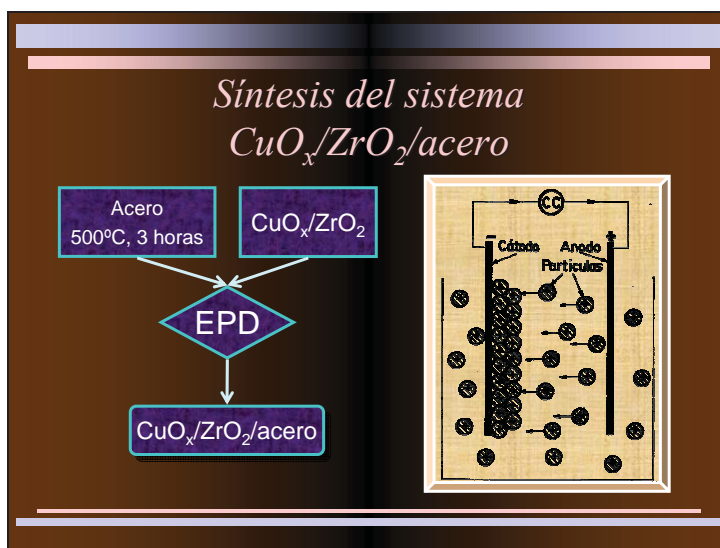 Síntesis del sistema
CuOₓ/ZrO₂/acero
Acero
500ºC, 3 horas
CuOₓ/ZrO₂
EPD
CuOₓ/ZrO₂/acero
CC
− +
Cátodo Anodo
Partículas